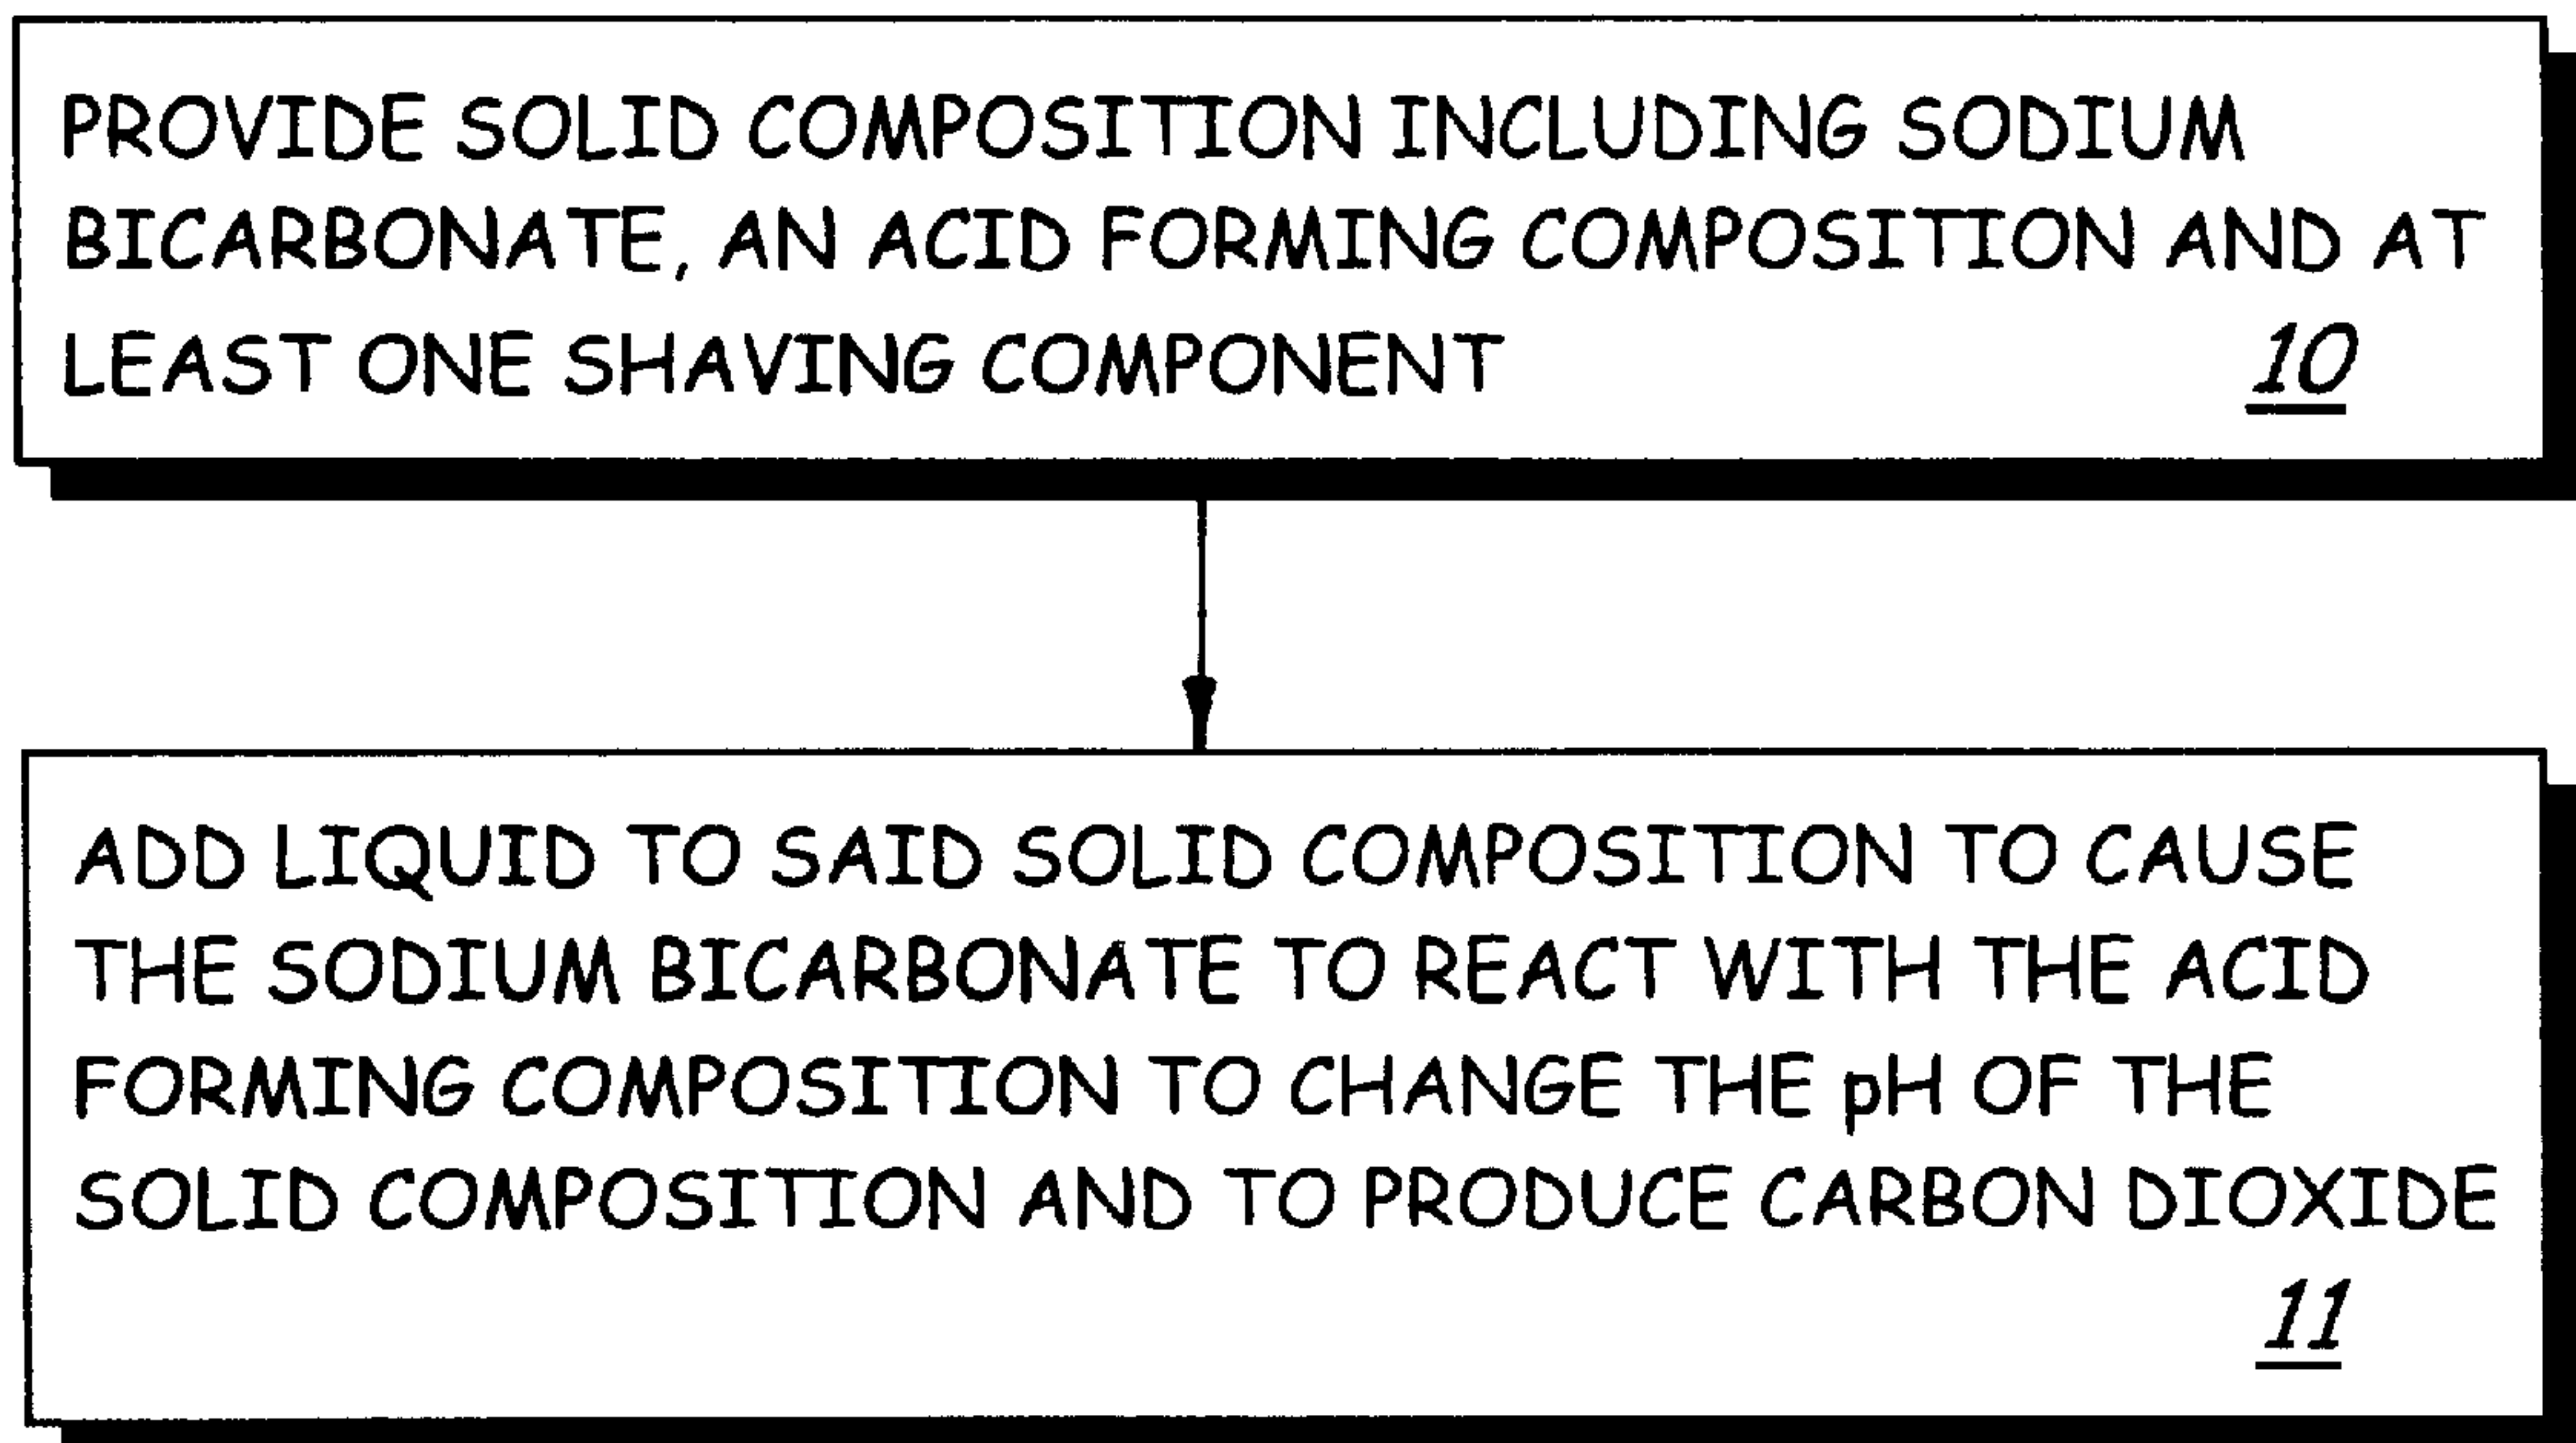 PROVIDE SOLID COMPOSITION INCLUDING SODIUM
BICARBONATE, AN ACID FORMING COMPOSITION AND AT
LEAST ONE SHAVING COMPONENT 10
ADD LIQUID TO SAID SOLID COMPOSITION TO CAUSE
THE SODIUM BICARBONATE TO REACT WITH THE ACID
FORMING COMPOSITION TO CHANGE THE pH OF THE
SOLID COMPOSITION AND TO PRODUCE CARBON DIOXIDE
11